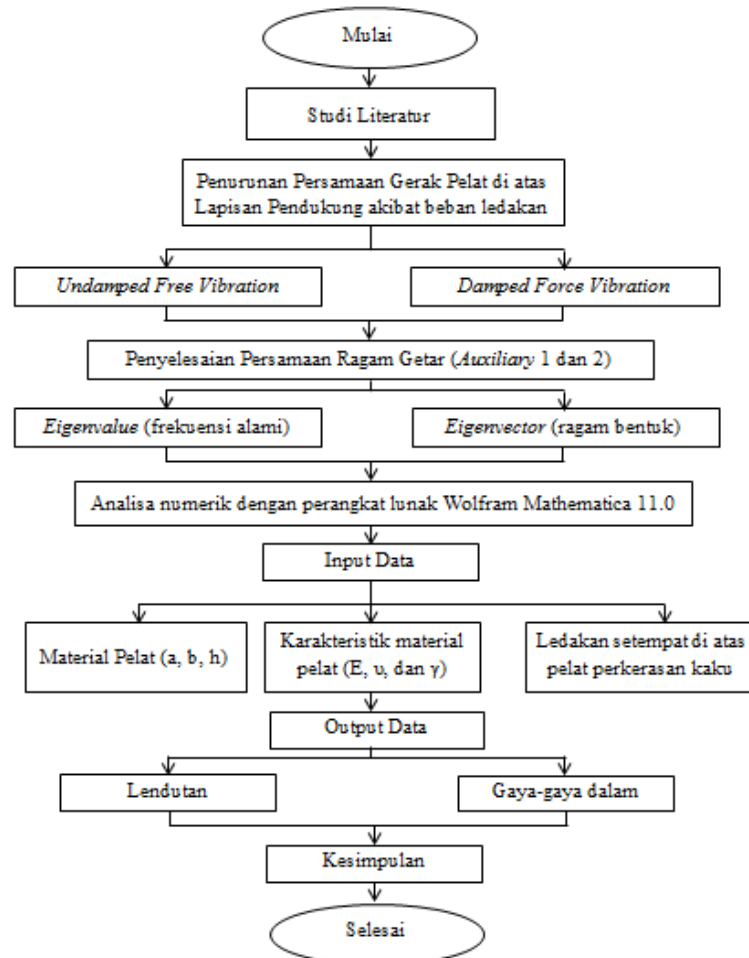 Mulai
Studi Literatur
Penurunan Persamaan Gerak Pelat di atas
Lapisan Pendukung akibat beban ledakan
Undamped Free Vibration
Damped Force Vibration
Penyelesaian Persamaan Ragam Getar (Auxiliary 1 dan 2)
Eigenvalue (frekuensi alami)
Eigenvector (ragam bentuk)
Analisa numerik dengan perangkat lunak Wolfram Mathematica 11.0
Input Data
Material Pelat (a, b, h)
Karakteristik material
pelat (E, υ, dan γ)
Ledakan setempat di atas
pelat perkerasan kaku
Output Data
Lendutan
Gaya-gaya dalam
Kesimpulan
Selesai